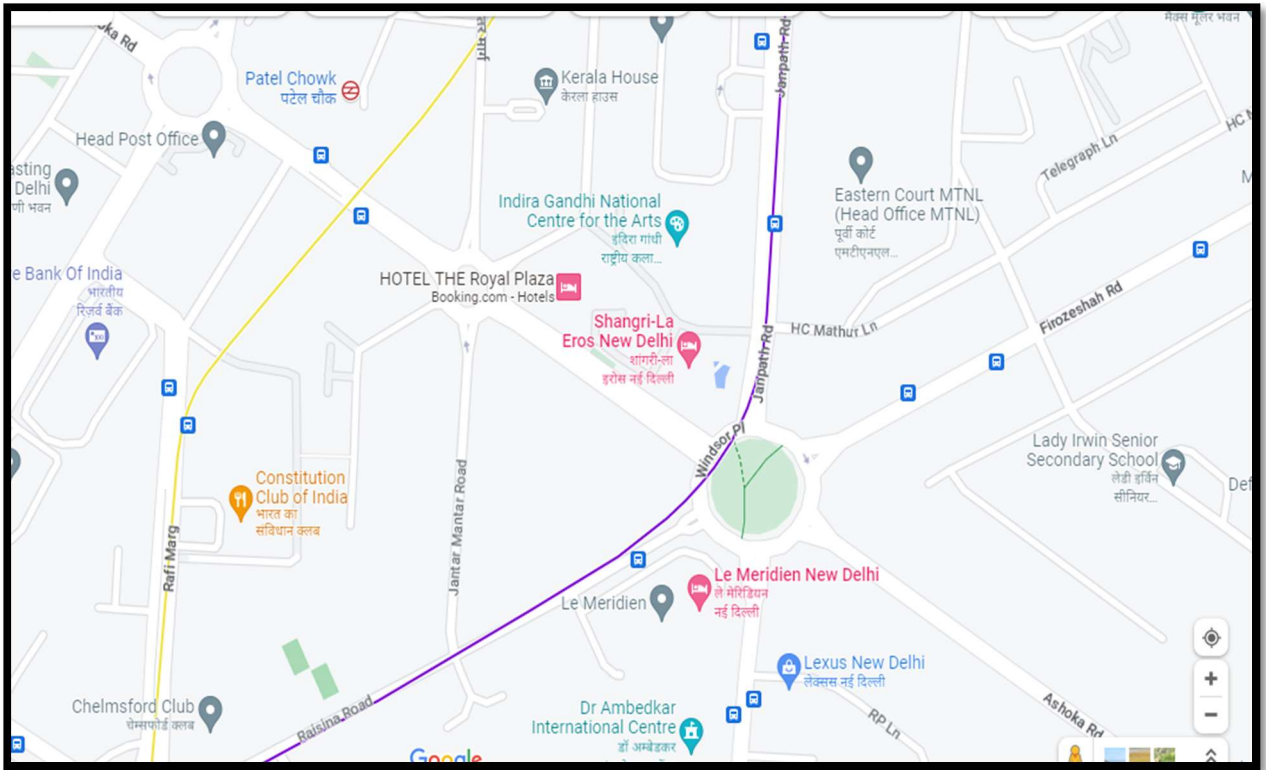 oka Rd
मैक्स मूलर भवन
Janpath Rd
Patel Chowk
पटेल चौक
Kerala House
केरला हाउस
Head Post Office
HC M
Telegraph Ln
asting
Delhi
णी भवन
Eastern Court MTNL
(Head Office MTNL)
पूर्वी कोर्ट
एमटीएनएल...
Indira Gandhi National
Centre for the Arts
इंदिरा गांधी
राष्ट्रीय कला...
e Bank Of India
भारतीय
रिज़र्व बैंक
HOTEL THE Royal Plaza
Booking.com - Hotels
Firozeshah Rd
Shangri-La
Eros New Delhi
शांगरी-ला
इरोस नई दिल्ली
HC Mathur Ln
Janpath Rd
Windsor Pl
Lady Irwin Senior
Secondary School
लेडी इर्विन
सीनियर...
Def
Constitution
Club of India
भारत का
संविधान क्लब
Rafi Marg
Jantar Mantar Road
Le Meridien New Delhi
ले मेरिडियन
नई दिल्ली
Le Meridien
Lexus New Delhi
लेक्सस नई दिल्ली
Chelmsford Club
चेम्सफोर्ड क्लब
Raisina Road
Dr Ambedkar
International Centre
डॉ अम्बेडकर
RP Ln
Ashoka Rd
Google